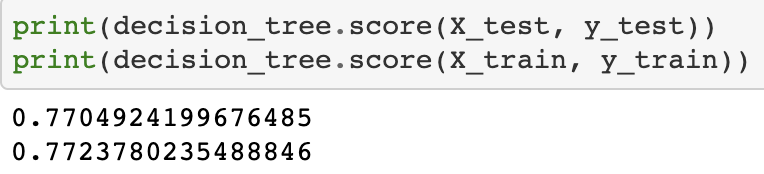 print(decision_tree.score(X_test, y_test))
print(decision_tree.score(X_train, y_train))
0.7704924199676485
0.7723780235488846